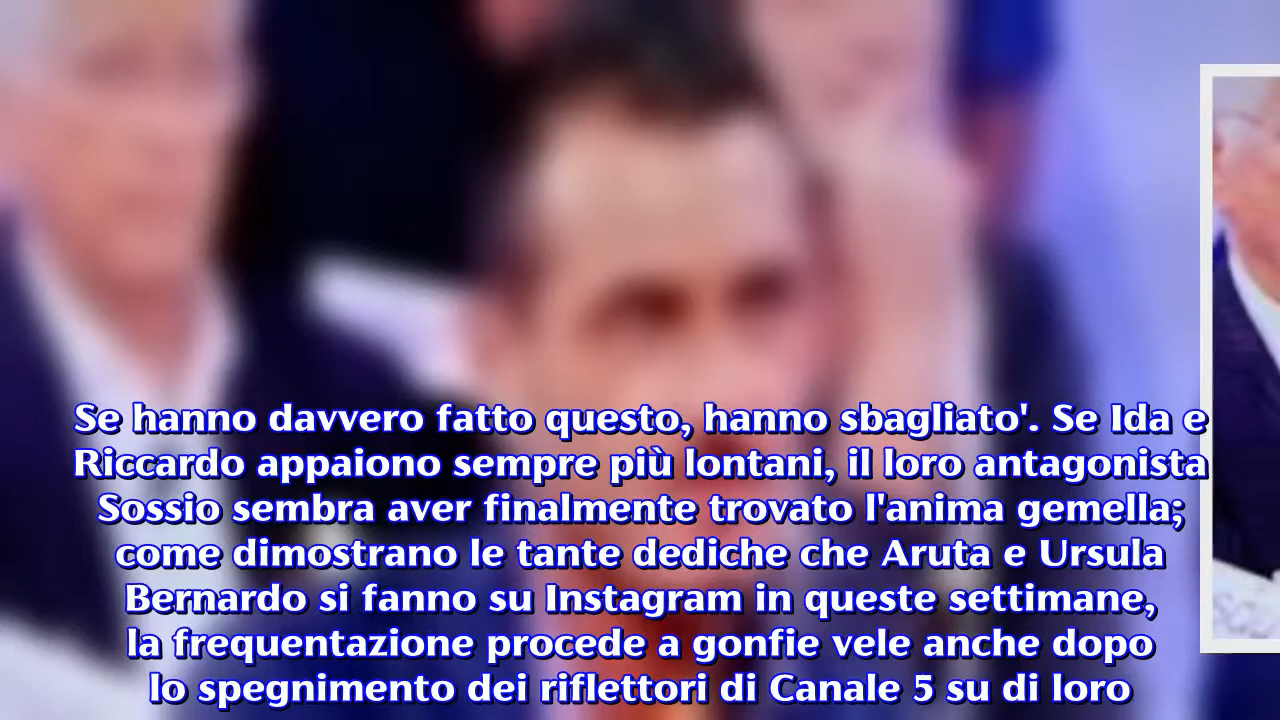 Se hanno davvero fatto questo, hanno sbagliato'. Se Ida e
Riccardo appaiono sempre più lontani, il loro antagonista
Sossio sembra aver finalmente trovato l'anima gemella;
come dimostrano le tante dediche che Aruta e Ursula
Bernardo si fanno su Instagram in queste settimane,
la frequentazione procede a gonfie vele anche dopo
lo spegnimento dei riflettori di Canale 5 su di loro